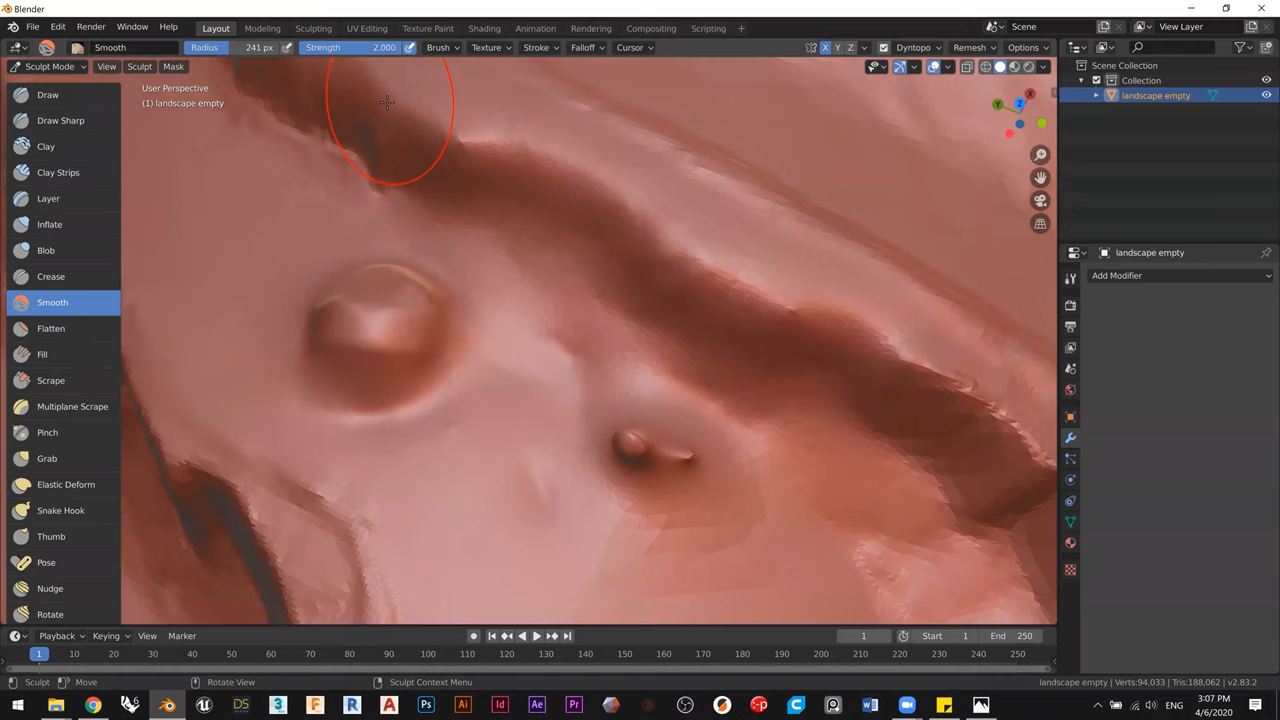 Blender
File Edit Render Window Help Layout Modeling Sculpting UV Editing Texture Paint Shading Animation Rendering Compositing Scripting + Scene View Layer
Smooth Radius 241 px Strength 2.000 Brush Texture Stroke Falloff Cursor X Y Z Dyntopo Remesh Options
Sculpt Mode View Sculpt Mask
Scene Collection
Collection
landscape empty
User Perspective
(1) landscape empty
X
Y
Z
Draw
Draw Sharp
Clay
Clay Strips
Layer
Inflate
Blob
Crease
Smooth
Flatten
Fill
Scrape
Multiplane Scrape
Pinch
Grab
Elastic Deform
Snake Hook
Thumb
Pose
Nudge
Rotate
landscape empty
Add Modifier
Playback Keying View Marker 1 Start 1 End 250
1 10 20 30 40 50 60 70 80 90 100 110 120 130 140 150 160 170 180 190 200 210 220 230 240 250
Sculpt Move Rotate View Sculpt Context Menu landscape empty | Verts:94,033 | Tris:188,062 | v2.83.2
DS 3 F R A Ps Ai Id Ae Pr
3:07 PM
4/6/2020